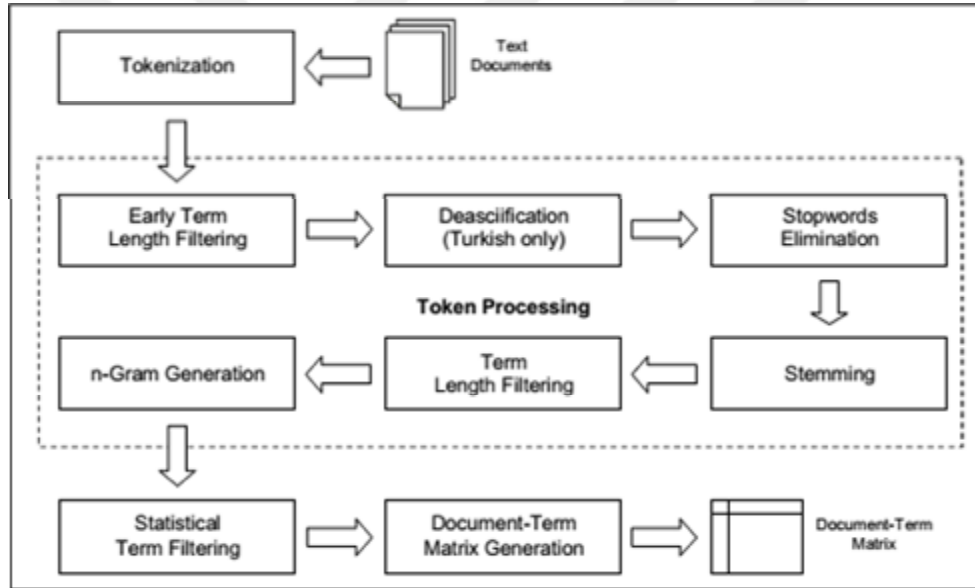 Tokenization
Text
Documents
Early Term
Length Filtering
Deasciification
(Turkish only)
Stopwords
Elimination
Token Processing
n-Gram Generation
Term
Length Filtering
Stemming
Statistical
Term Filtering
Document-Term
Matrix Generation
Document-Term
Matrix